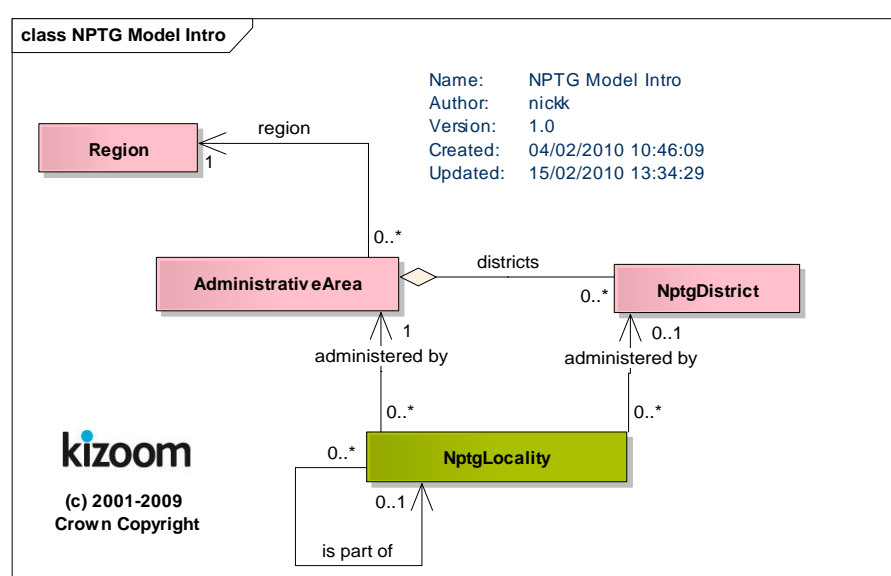 class NPTG Model Intro
Name: NPTG Model Intro
Author: nickk
Version: 1.0
Created: 04/02/2010 10:46:09
Updated: 15/02/2010 13:34:29
region
Region
1
0..*
districts
AdministrativeArea
NptgDistrict
0..*
1
0..1
administered by
administered by
0..*
0..*
kizoom
0..*
NptgLocality
0..1
(c) 2001-2009
Crown Copyright
is part of